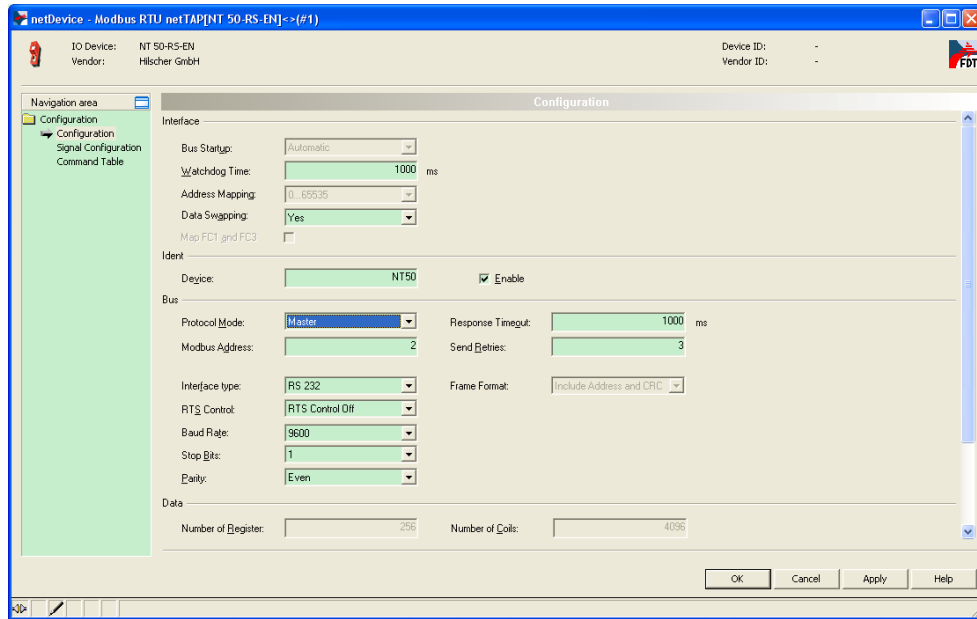 netDevice - Modbus RTU netTAP[NT 50-RS-EN]<>(#1)
IO Device: NT 50-RS-EN Device ID: -
Vendor: Hilscher GmbH Vendor ID: -
FDT
Navigation area
Configuration
Configuration
Signal Configuration
Command Table
Configuration
Interface
Bus Startup: Automatic
Watchdog Time: 1000 ms
Address Mapping: 0...65535
Data Swapping: Yes
Map FC1 and FC3
Ident
Device: NT50 Enable
Bus
Protocol Mode: Master Response Timeout: 1000 ms
Modbus Address: 2 Send Retries: 3
Interface type: RS 232 Frame Format: Include Address and CRC
RTS Control: RTS Control Off
Baud Rate: 9600
Stop Bits: 1
Parity: Even
Data
Number of Register: 256 Number of Coils: 4096
OK Cancel Apply Help